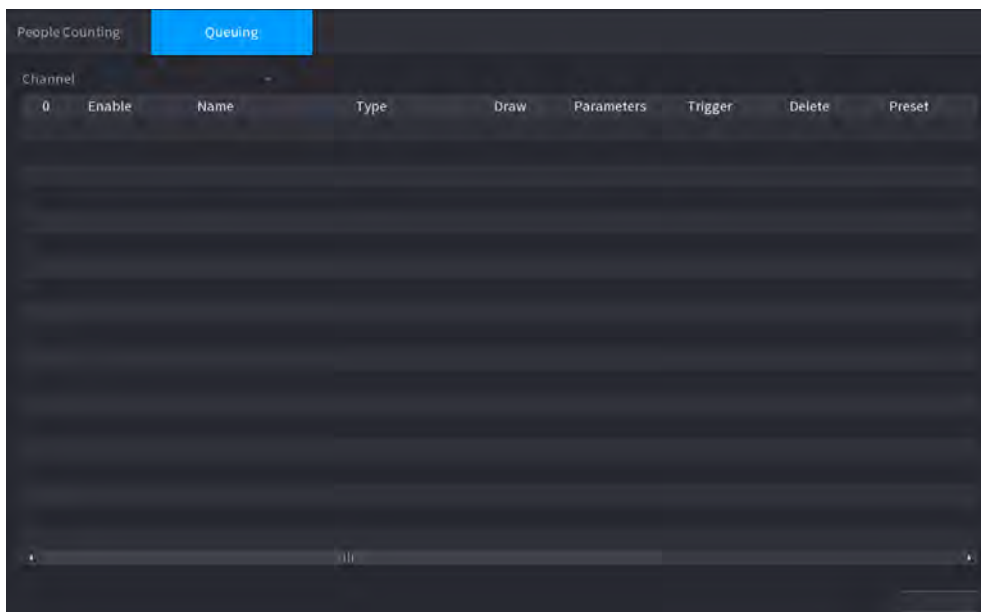 People Counting Queuing
Channel
0 Enable Name Type Draw Parameters Trigger Delete Preset